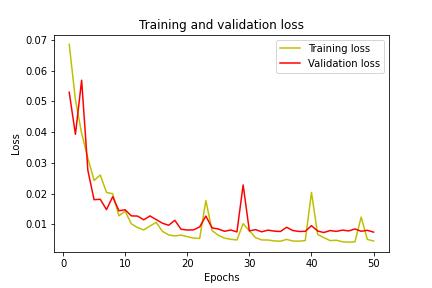 Training and validation loss
0.07
0.06
0.05
0.04
0.03
0.02
0.01
Loss
Training loss
Validation loss
0 10 20 30 40 50
Epochs